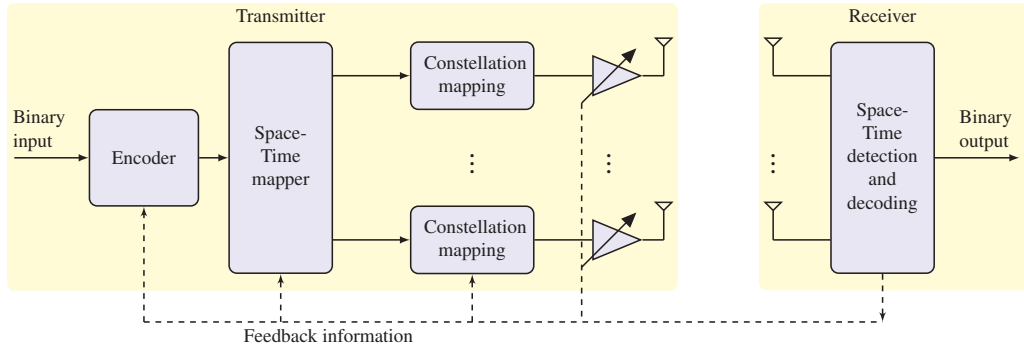 Transmitter
Receiver
Binary
input
Encoder
Space-
Time
mapper
Constellation
mapping
Constellation
mapping
Space-
Time
detection
and
decoding
Binary
output
Feedback information